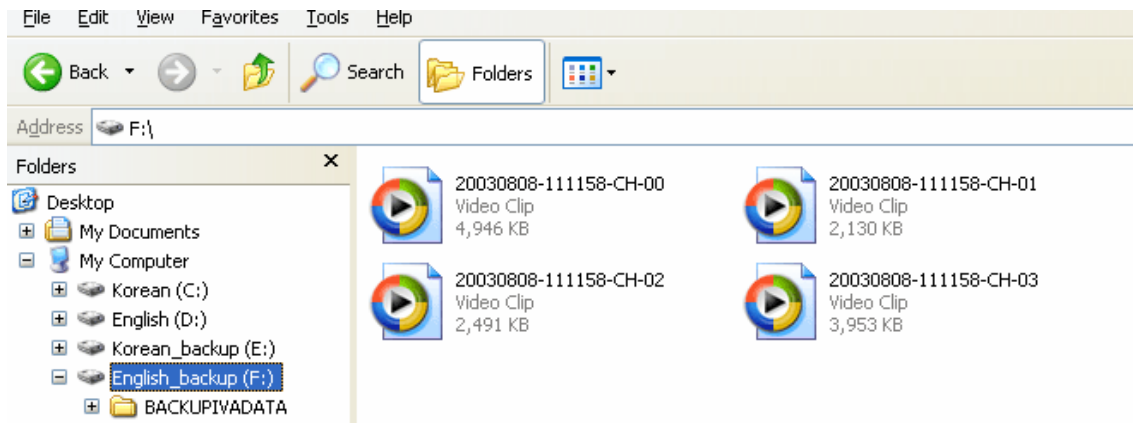 File Edit View Favorites Tools Help
Back Search Folders
Address F:\
Folders x
Desktop
My Documents
My Computer
Korean (C:)
English (D:)
Korean_backup (E:)
English_backup (F:)
BACKUPIVADATA
20030808-111158-CH-00
Video Clip
4,946 KB
20030808-111158-CH-01
Video Clip
2,130 KB
20030808-111158-CH-02
Video Clip
2,491 KB
20030808-111158-CH-03
Video Clip
3,953 KB